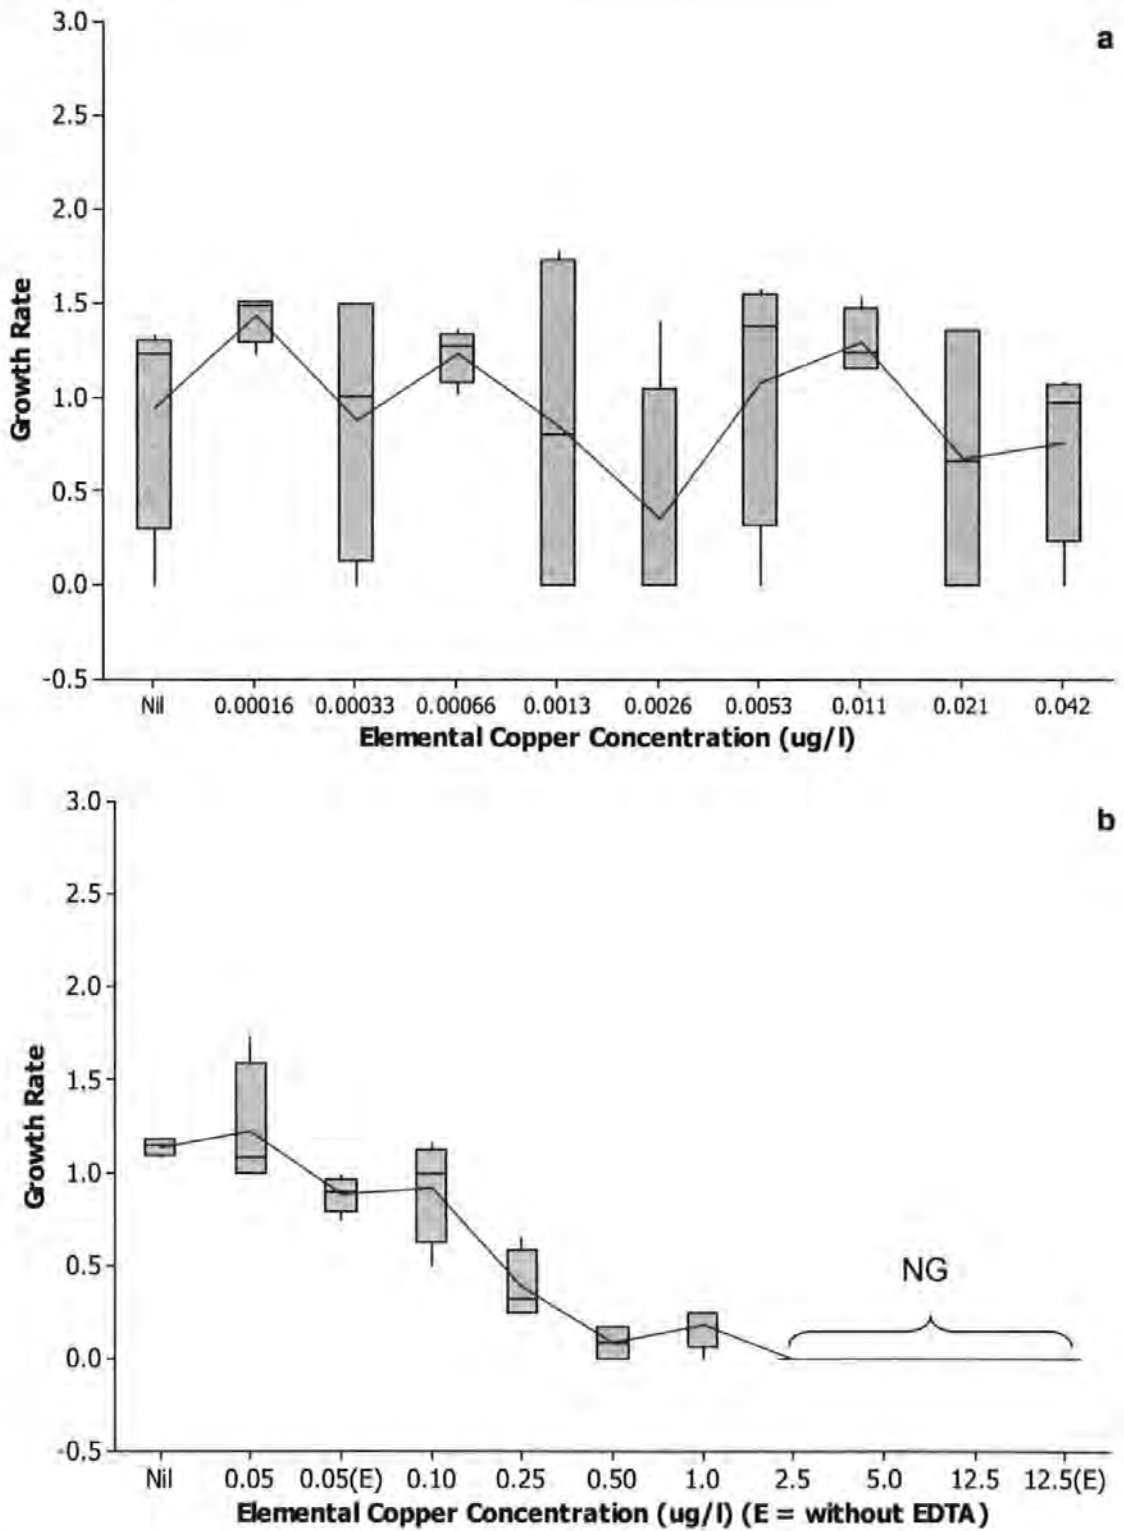 a
3.0
2.5
2.0
1.5
1.0
0.5
0.0
-0.5
Growth Rate
Nil 0.00016 0.00033 0.00066 0.0013 0.0026 0.0053 0.011 0.021 0.042
Elemental Copper Concentration (ug/l)
b
3.0
2.5
2.0
1.5
1.0
0.5
0.0
-0.5
Growth Rate
NG
Nil 0.05 0.05(E) 0.10 0.25 0.50 1.0 2.5 5.0 12.5 12.5(E)
Elemental Copper Concentration (ug/l) (E = without EDTA)